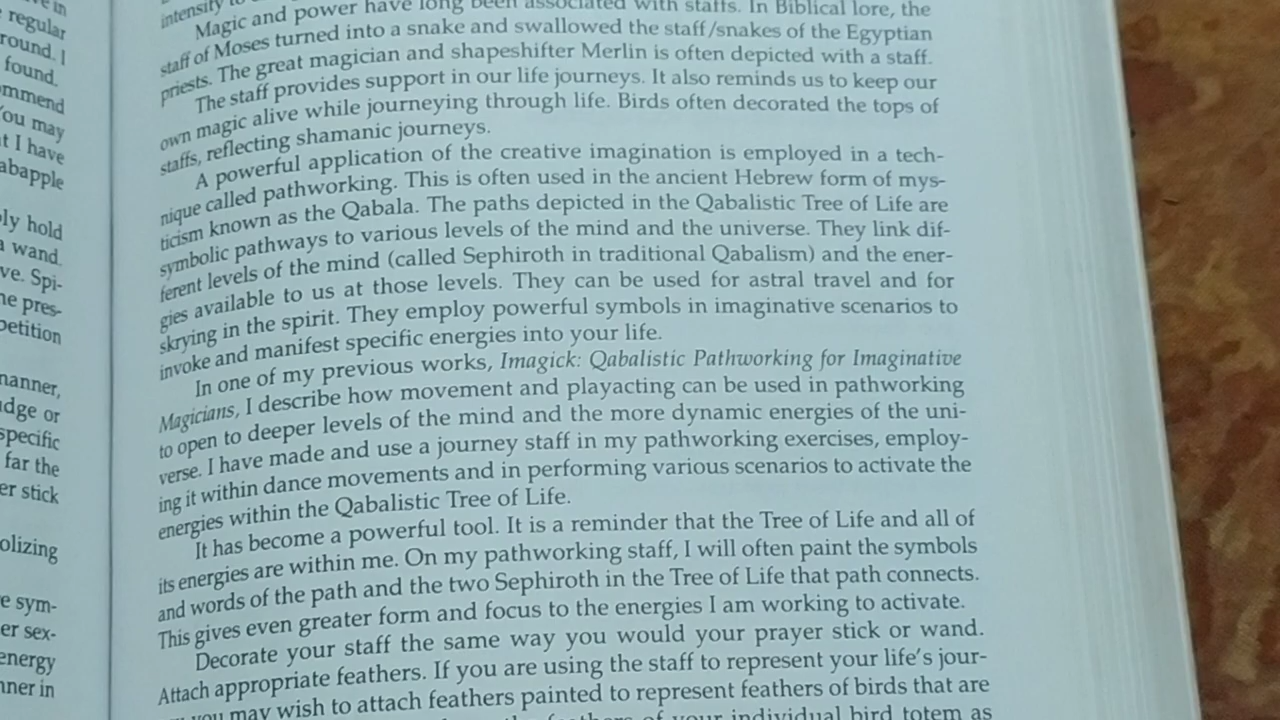 ve in
regular
round. I
found.
mmend
You may
t I have
abapple
ly hold
a wand.
ve. Spi-
ne pres-
petition
nanner,
dge or
specific
far the
er stick
olizing
e sym-
er sex-
energy
nner in
intensity to
Magic and power have long been associated with staffs. In Biblical lore, the
staff of Moses turned into a snake and swallowed the staff/snakes of the Egyptian
priests. The great magician and shapeshifter Merlin is often depicted with a staff.
The staff provides support in our life journeys. It also reminds us to keep our
own magic alive while journeying through life. Birds often decorated the tops of
staffs, reflecting shamanic journeys.
A powerful application of the creative imagination is employed in a tech-
nique called pathworking. This is often used in the ancient Hebrew form of mys-
ticism known as the Qabala. The paths depicted in the Qabalistic Tree of Life are
symbolic pathways to various levels of the mind and the universe. They link dif-
ferent levels of the mind (called Sephiroth in traditional Qabalism) and the ener-
gies available to us at those levels. They can be used for astral travel and for
skrying in the spirit. They employ powerful symbols in imaginative scenarios to
invoke and manifest specific energies into your life.
In one of my previous works, Imagick: Qabalistic Pathworking for Imaginative
Magicians, I describe how movement and playacting can be used in pathworking
to open to deeper levels of the mind and the more dynamic energies of the uni-
verse. I have made and use a journey staff in my pathworking exercises, employ-
ing it within dance movements and in performing various scenarios to activate the
energies within the Qabalistic Tree of Life.
It has become a powerful tool. It is a reminder that the Tree of Life and all of
its energies are within me. On my pathworking staff, I will often paint the symbols
and words of the path and the two Sephiroth in the Tree of Life that path connects.
This gives even greater form and focus to the energies I am working to activate.
Decorate your staff the same way you would your prayer stick or wand.
Attach appropriate feathers. If you are using the staff to represent your life's jour-
you may wish to attach feathers painted to represent feathers of birds that are
feathers of your individual bird totem as